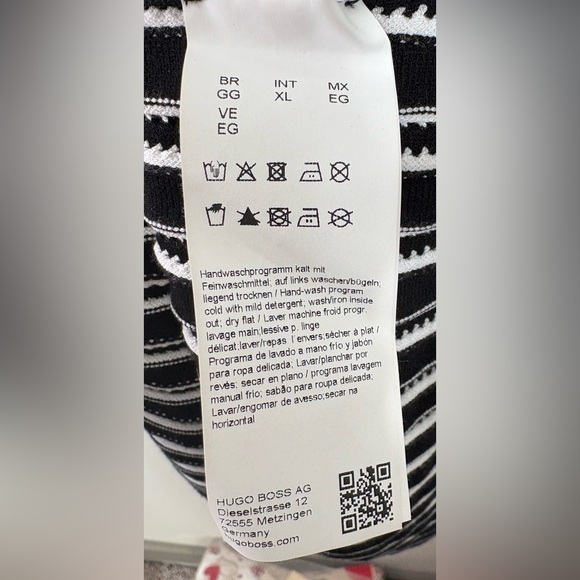 BR INT MX
GG XL EG
VE
EG
Handwaschprogramm kalt mit
Feinwaschmittel; auf links waschen/bügeln;
liegend trocknen / Hand-wash program
cold with mild detergent; wash/iron inside
out; dry flat / Laver machine froid progr.
lavage main;lessive p. linge
délicat;laver/repas. l'envers;sécher à plat /
Programa de lavado a mano frío y jabón
para ropa delicada; Lavar/planchar por
revés; secar en plano / programa lavagem
manual frio; sabão para roupa delicada;
Lavar/engomar de avesso;secar na
horizontal
HUGO BOSS AG
Dieselstrasse 12
72555 Metzingen
Germany
hugoboss.com